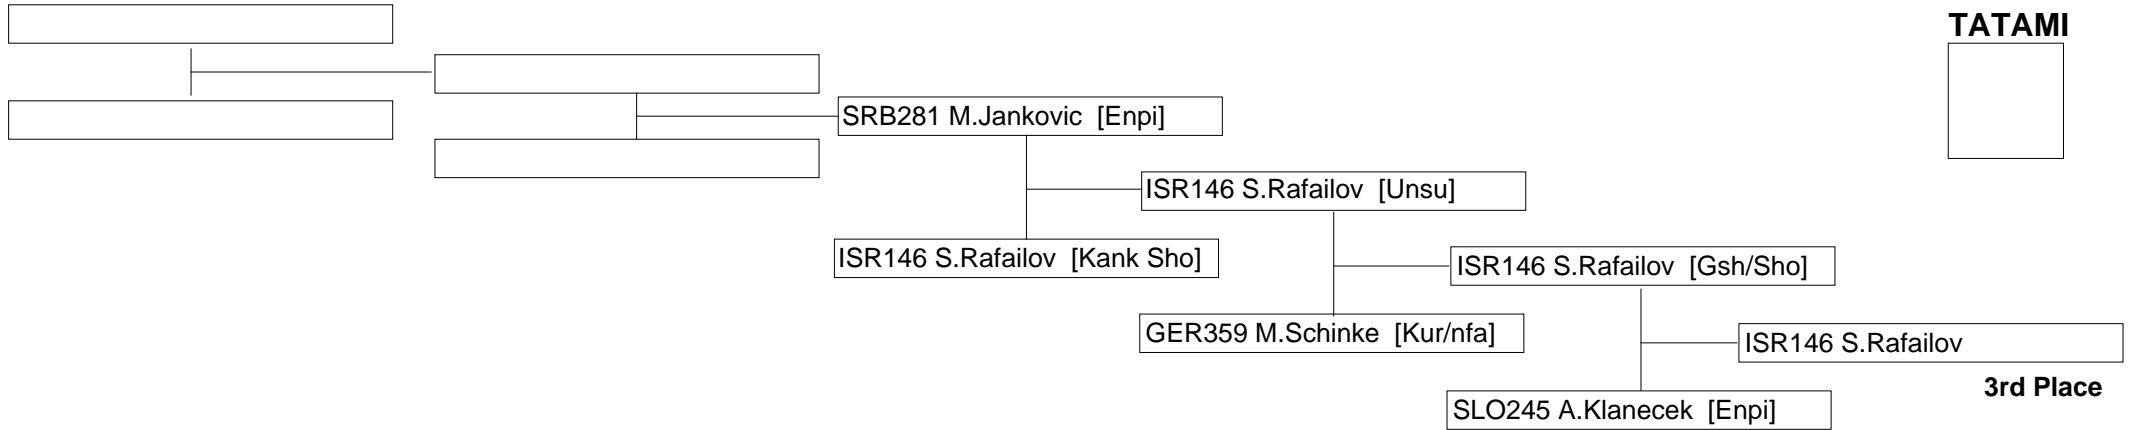 TATAMI
SRB281 M.Jankovic [Enpi]
ISR146 S.Rafailov [Unsu]
ISR146 S.Rafailov [Kank Sho]
ISR146 S.Rafailov [Gsh/Sho]
GER359 M.Schinke [Kur/nfa]
ISR146 S.Rafailov
3rd Place
SLO245 A.Klanecek [Enpi]